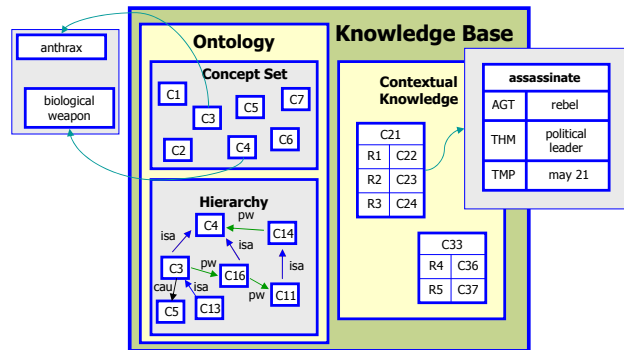 Knowledge Base
anthrax
biological
weapon
Ontology
Concept Set
C1
C3
C5
C7
C2
C4
C6
Hierarchy
C4
pw
C14
isa
isa
C3
pw
C16
isa
cau
isa
pw
C11
C5
C13
Contextual
Knowledge
C21
R1 C22
R2 C23
R3 C24
C33
R4 C36
R5 C37
assassinate
AGT rebel
THM political
leader
TMP may 21